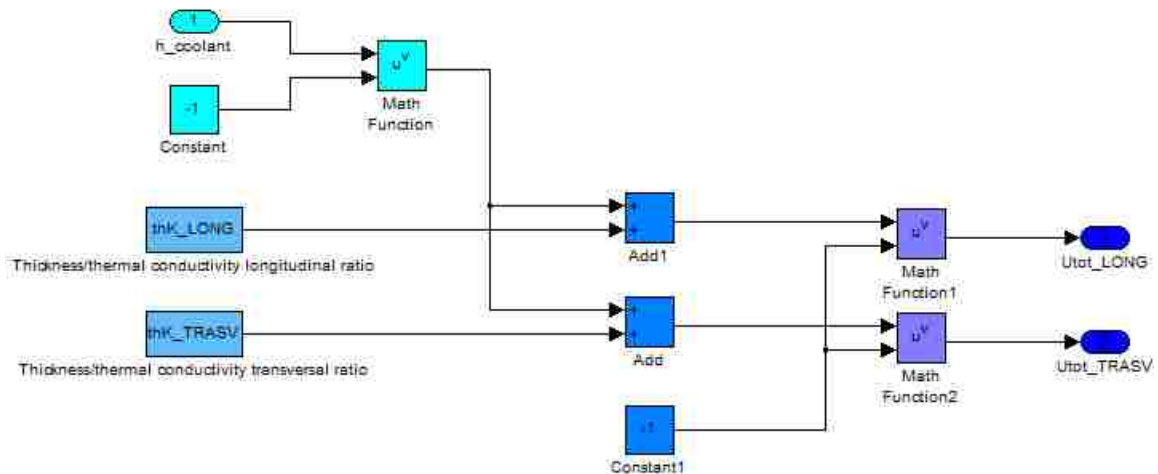 1
h_coolant
-1
Constant
u^v
Math
Function
thK_LONG
Thickness/thermal conductivity longitudinal ratio
+
+
Add1
u^v
Math
Function1
Utot_LONG
thK_TRASV
Thickness/thermal conductivity transversal ratio
+
+
Add
u^v
Math
Function2
Utot_TRASV
-1
Constant1